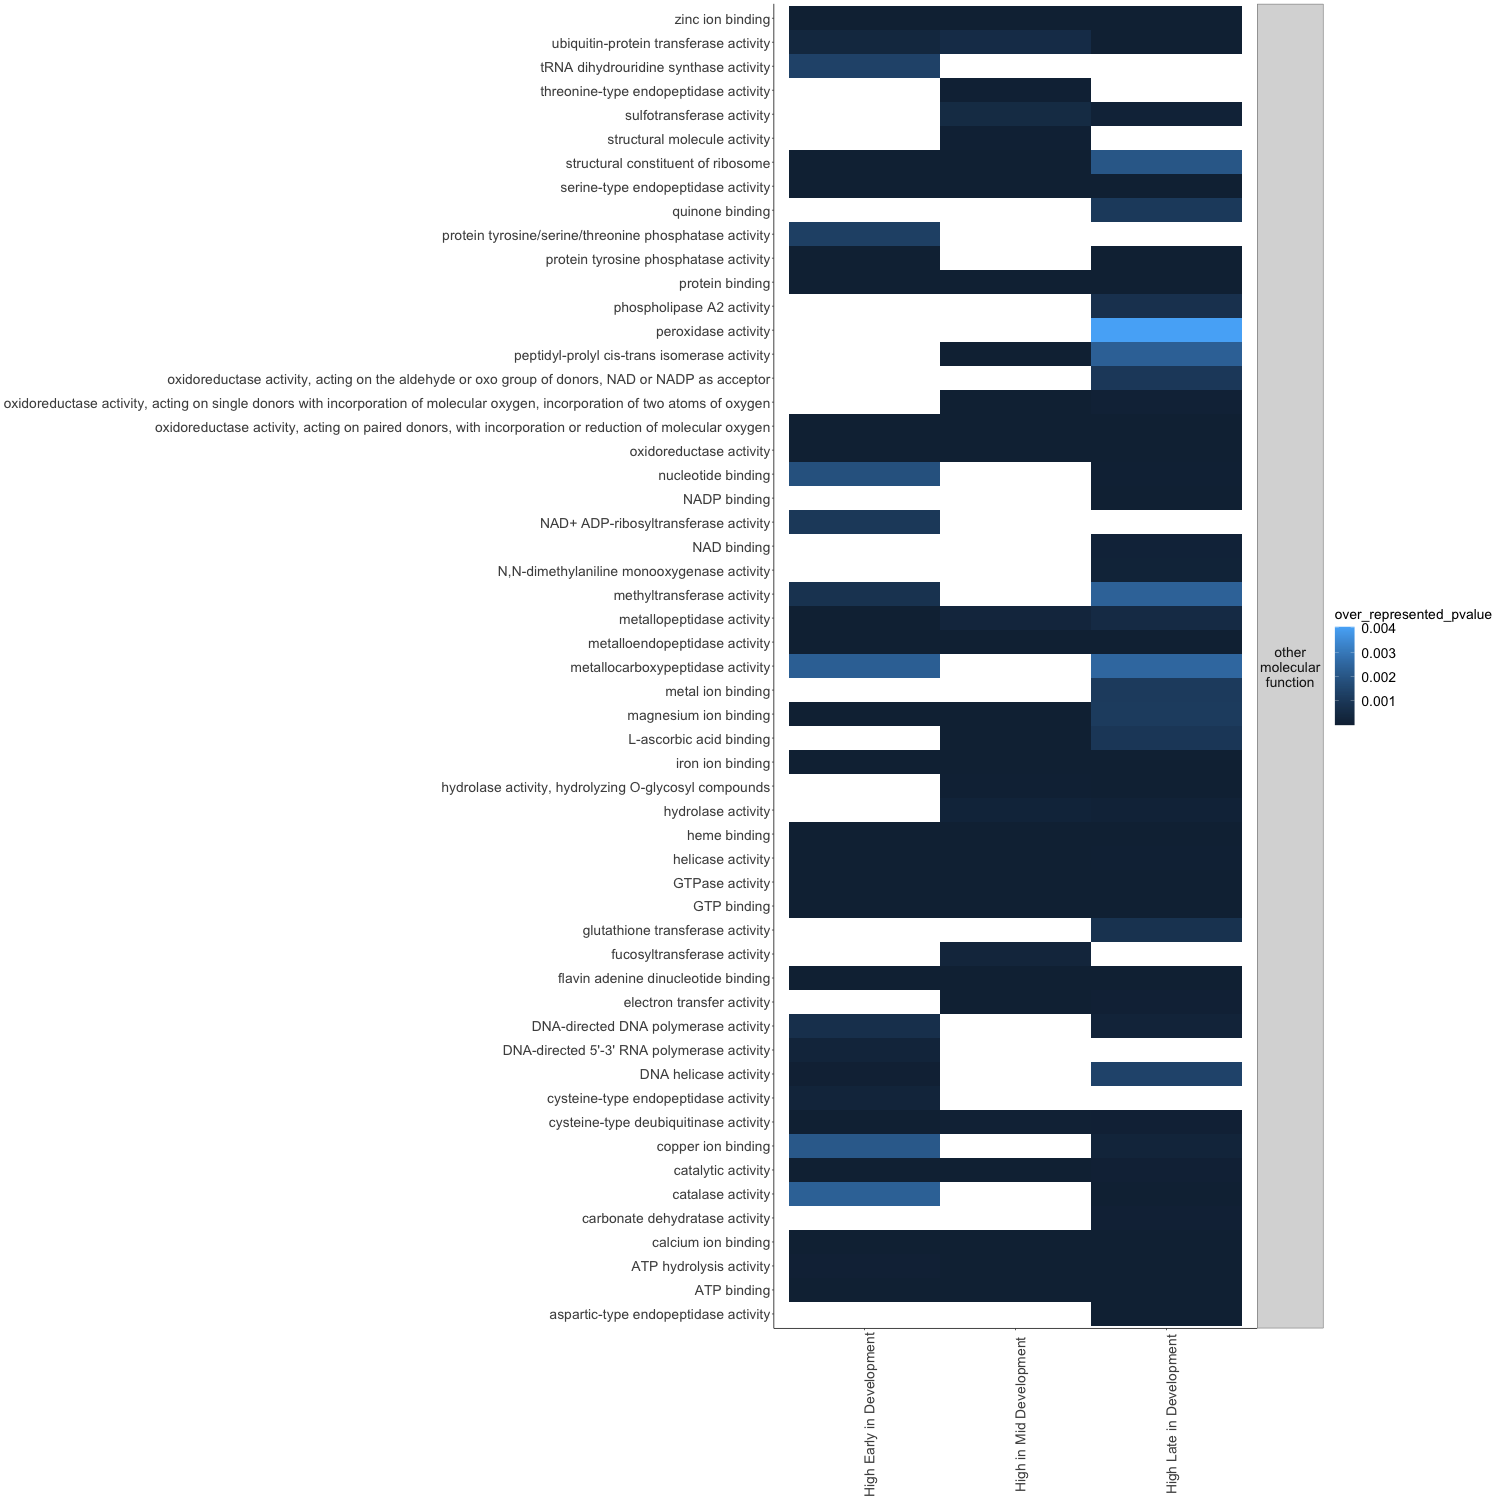 zinc ion binding
ubiquitin-protein transferase activity
tRNA dihydrouridine synthase activity
threonine-type endopeptidase activity
sulfotransferase activity
structural molecule activity
structural constituent of ribosome
serine-type endopeptidase activity
quinone binding
protein tyrosine/serine/threonine phosphatase activity
protein tyrosine phosphatase activity
protein binding
phospholipase A2 activity
peroxidase activity
peptidyl-prolyl cis-trans isomerase activity
oxidoreductase activity, acting on the aldehyde or oxo group of donors, NAD or NADP as acceptor
oxidoreductase activity, acting on single donors with incorporation of molecular oxygen, incorporation of two atoms of oxygen
oxidoreductase activity, acting on paired donors, with incorporation or reduction of molecular oxygen
oxidoreductase activity
nucleotide binding
NADP binding
NAD+ ADP-ribosyltransferase activity
NAD binding
N,N-dimethylaniline monooxygenase activity
methyltransferase activity
metallopeptidase activity
metalloendopeptidase activity
metallocarboxypeptidase activity
metal ion binding
magnesium ion binding
L-ascorbic acid binding
iron ion binding
hydrolase activity, hydrolyzing O-glycosyl compounds
hydrolase activity
heme binding
helicase activity
GTPase activity
GTP binding
glutathione transferase activity
fucosyltransferase activity
flavin adenine dinucleotide binding
electron transfer activity
DNA-directed DNA polymerase activity
DNA-directed 5'-3' RNA polymerase activity
DNA helicase activity
cysteine-type endopeptidase activity
cysteine-type deubiquitinase activity
copper ion binding
catalytic activity
catalase activity
carbonate dehydratase activity
calcium ion binding
ATP hydrolysis activity
ATP binding
aspartic-type endopeptidase activity
High Early in Development
High in Mid Development
High Late in Development
other
molecular
function
over_represented_pvalue
0.004
0.003
0.002
0.001